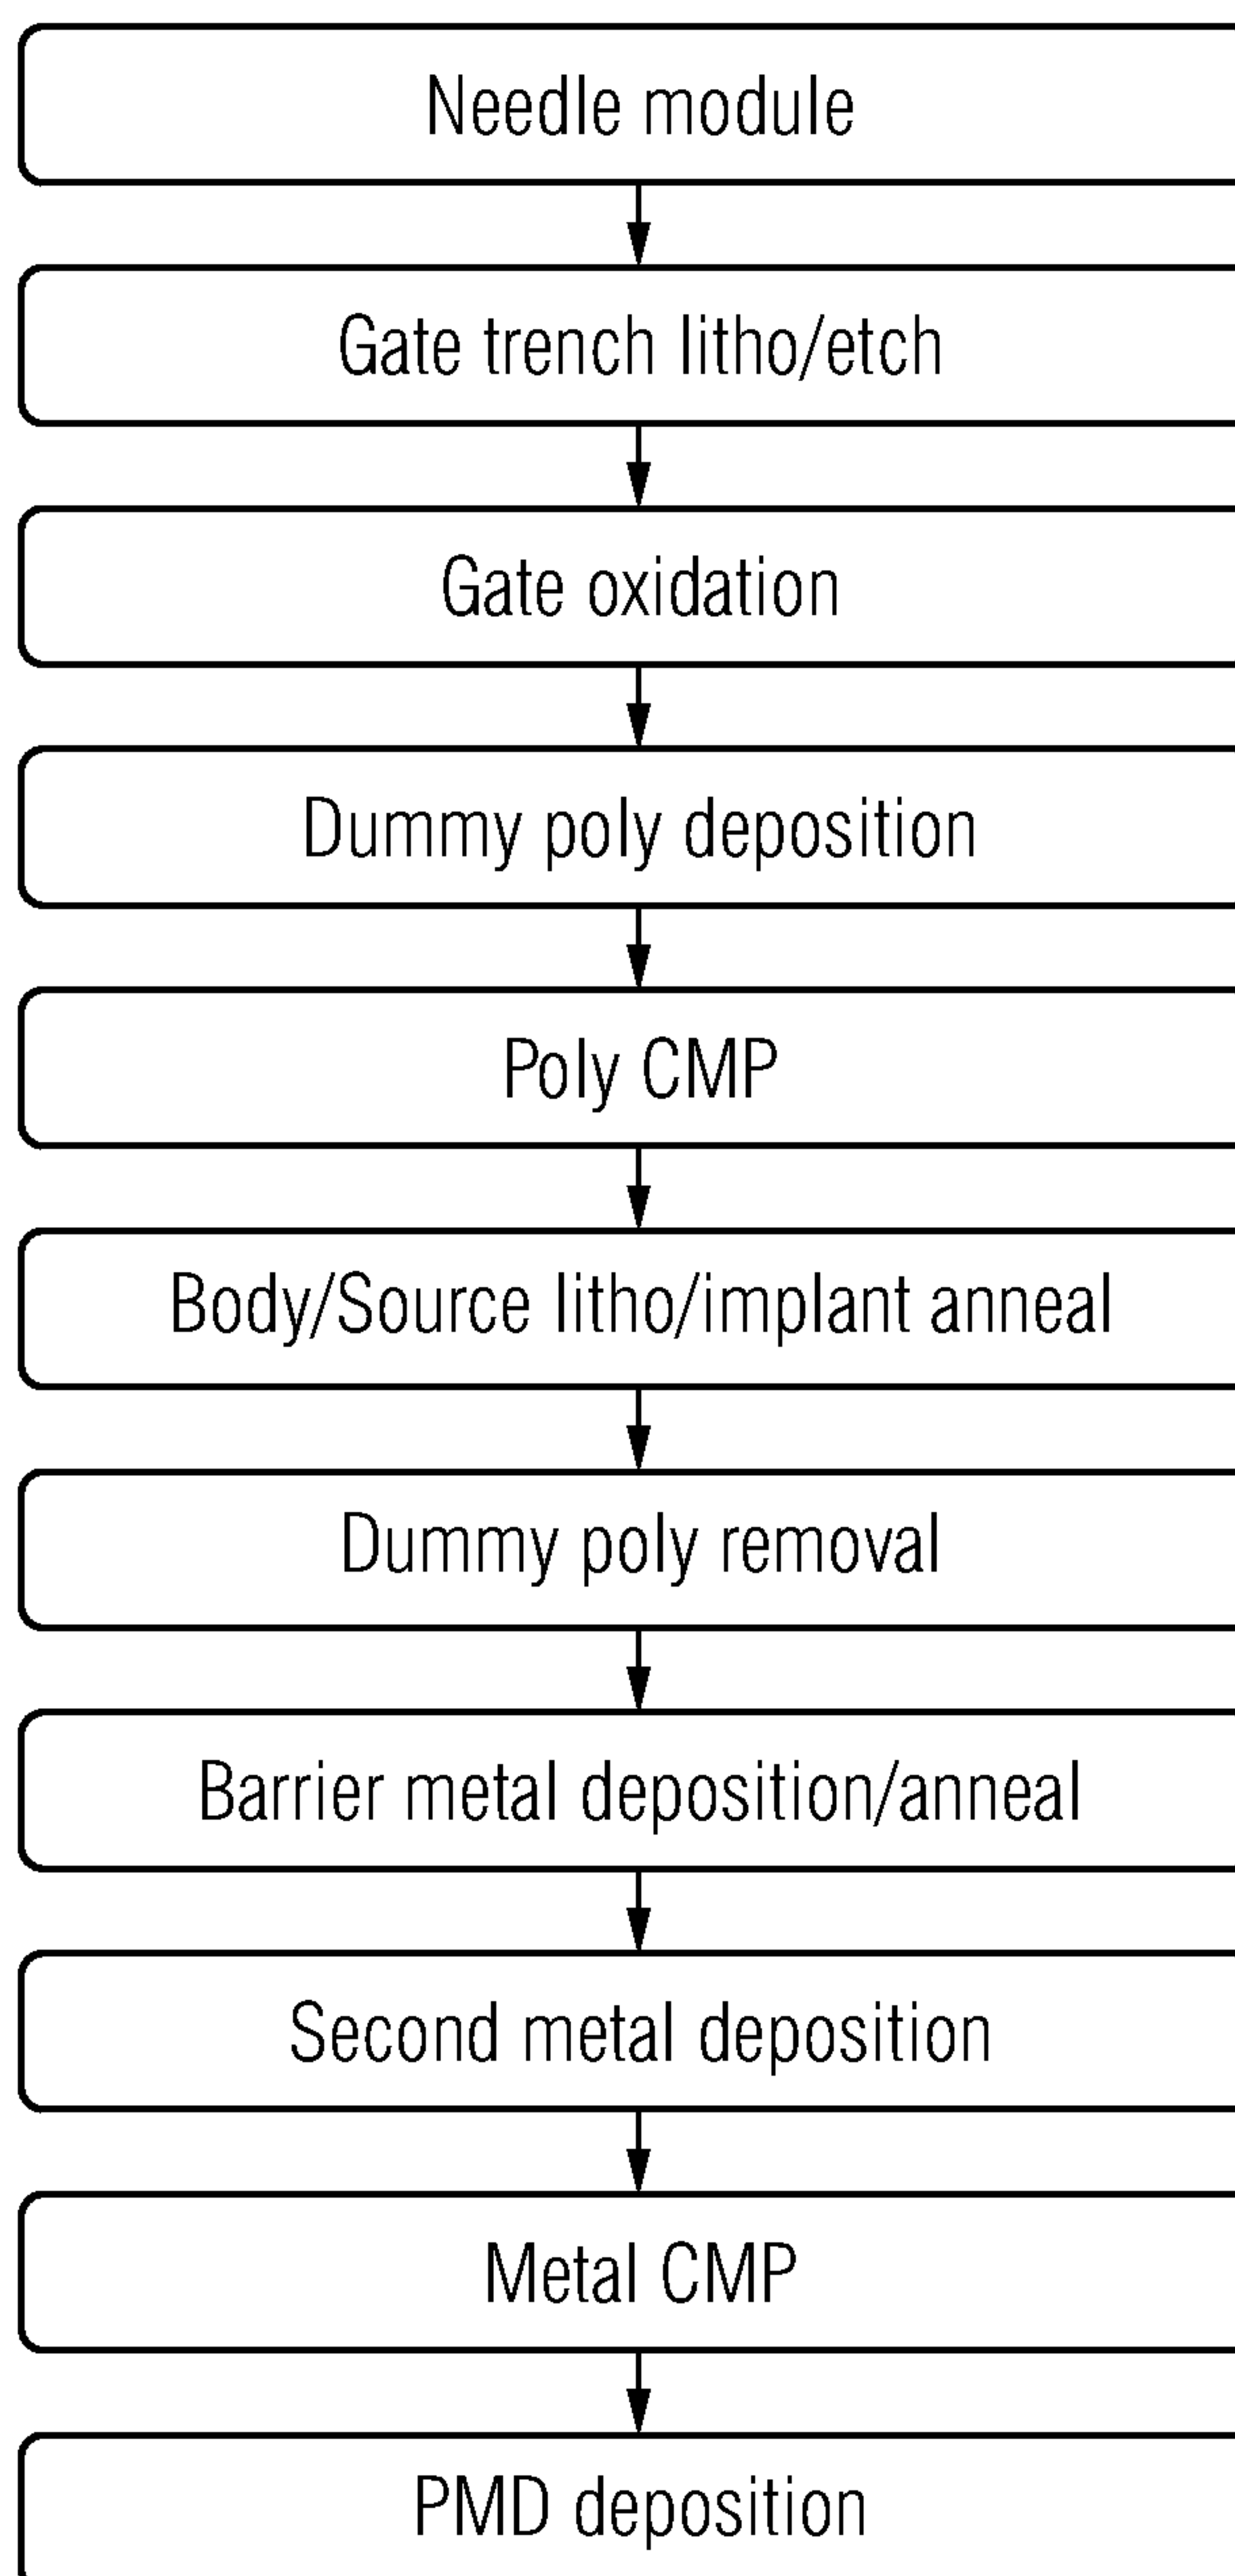 Needle module
Gate trench litho/etch
Gate oxidation
Dummy poly deposition
Poly CMP
Body/Source litho/implant anneal
Dummy poly removal
Barrier metal deposition/anneal
Second metal deposition
Metal CMP
PMD deposition